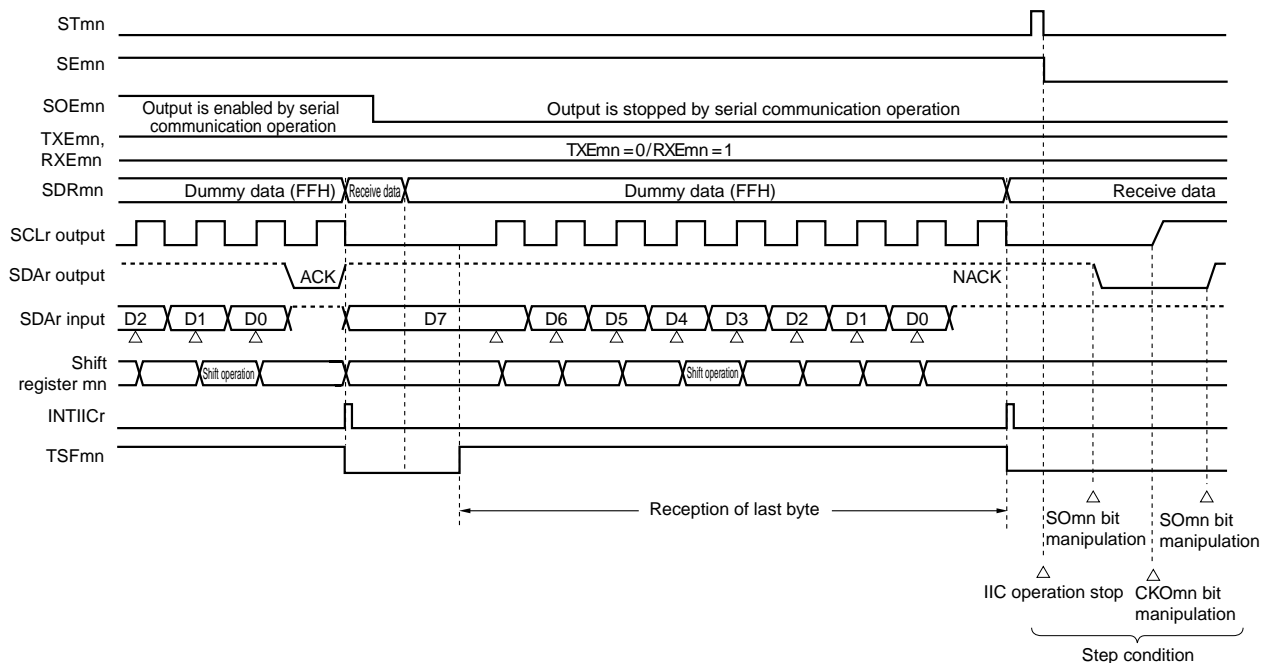 STmn
SEmn
SOEmn
Output is enabled by serial
communication operation
Output is stopped by serial communication operation
TXEmn,
RXEmn
TXEmn=0/RXEmn=1
SDRmn
Dummy data (FFH)
Receive data
Dummy data (FFH)
Receive data
SCLr output
SDAr output
ACK
NACK
SDAr input
D2 D1 D0
D7 D6 D5 D4 D3 D2 D1 D0
Shift
register mn
Shift operation
Shift operation
INTIICr
TSFmn
Reception of last byte
SOmn bit
manipulation
SOmn bit
manipulation
IIC operation stop
CKOmn bit
manipulation
Step condition